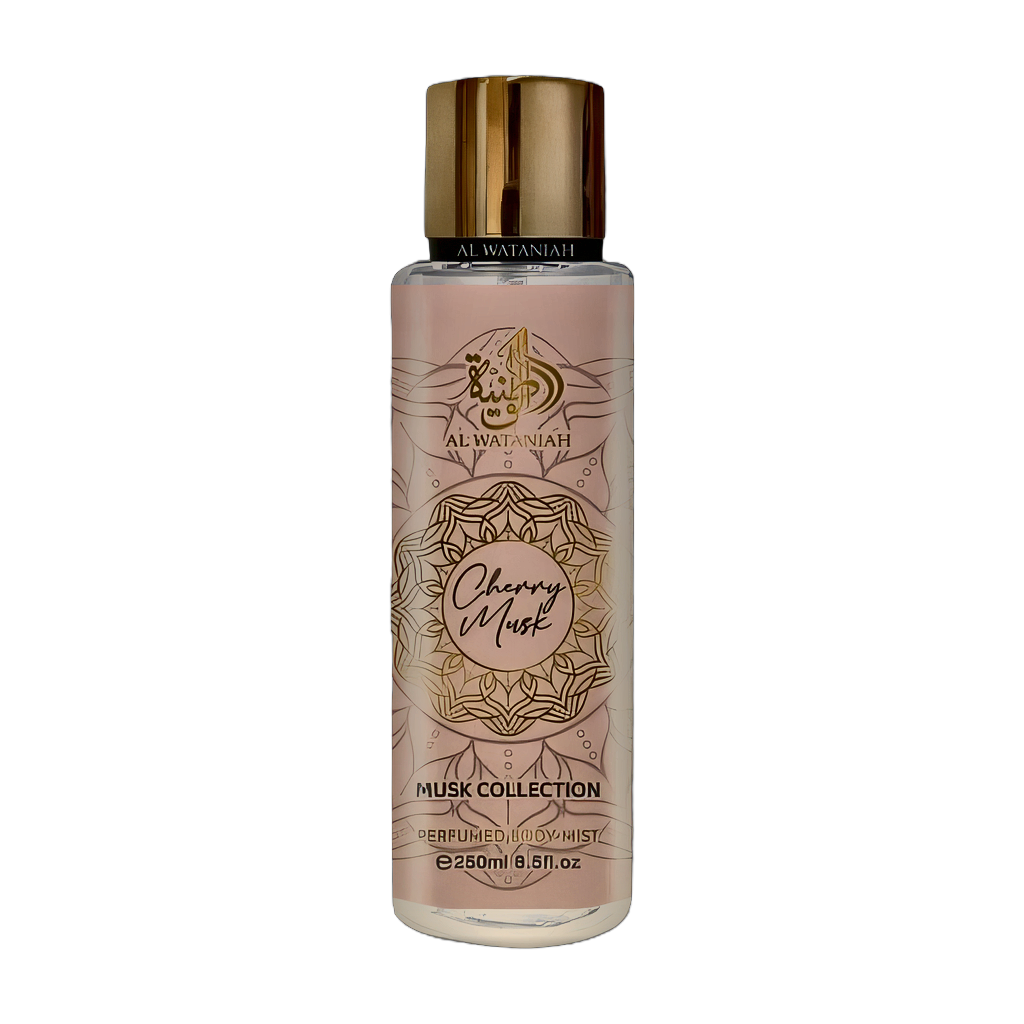 AL WATANIAH
الوطنية
AL WATANIAH
Cherry
Musk
MUSK COLLECTION
PERFUMED BODY MIST
℮250ml 8.5fl.oz